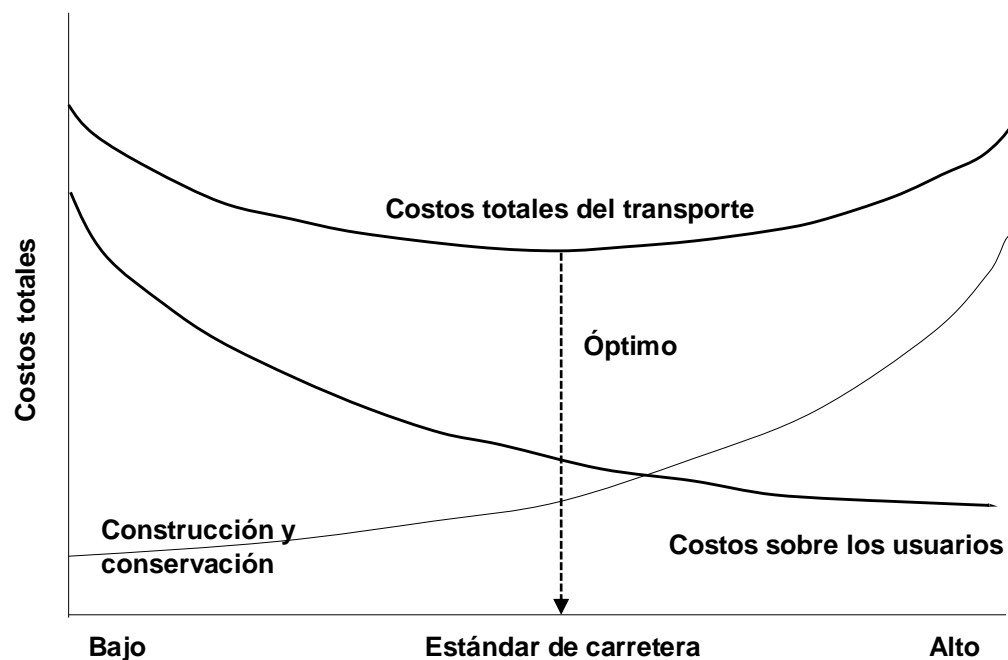 Costos totales
Costos totales del transporte
Óptimo
Construcción y
conservación
Costos sobre los usuarios
Bajo
Estándar de carretera
Alto